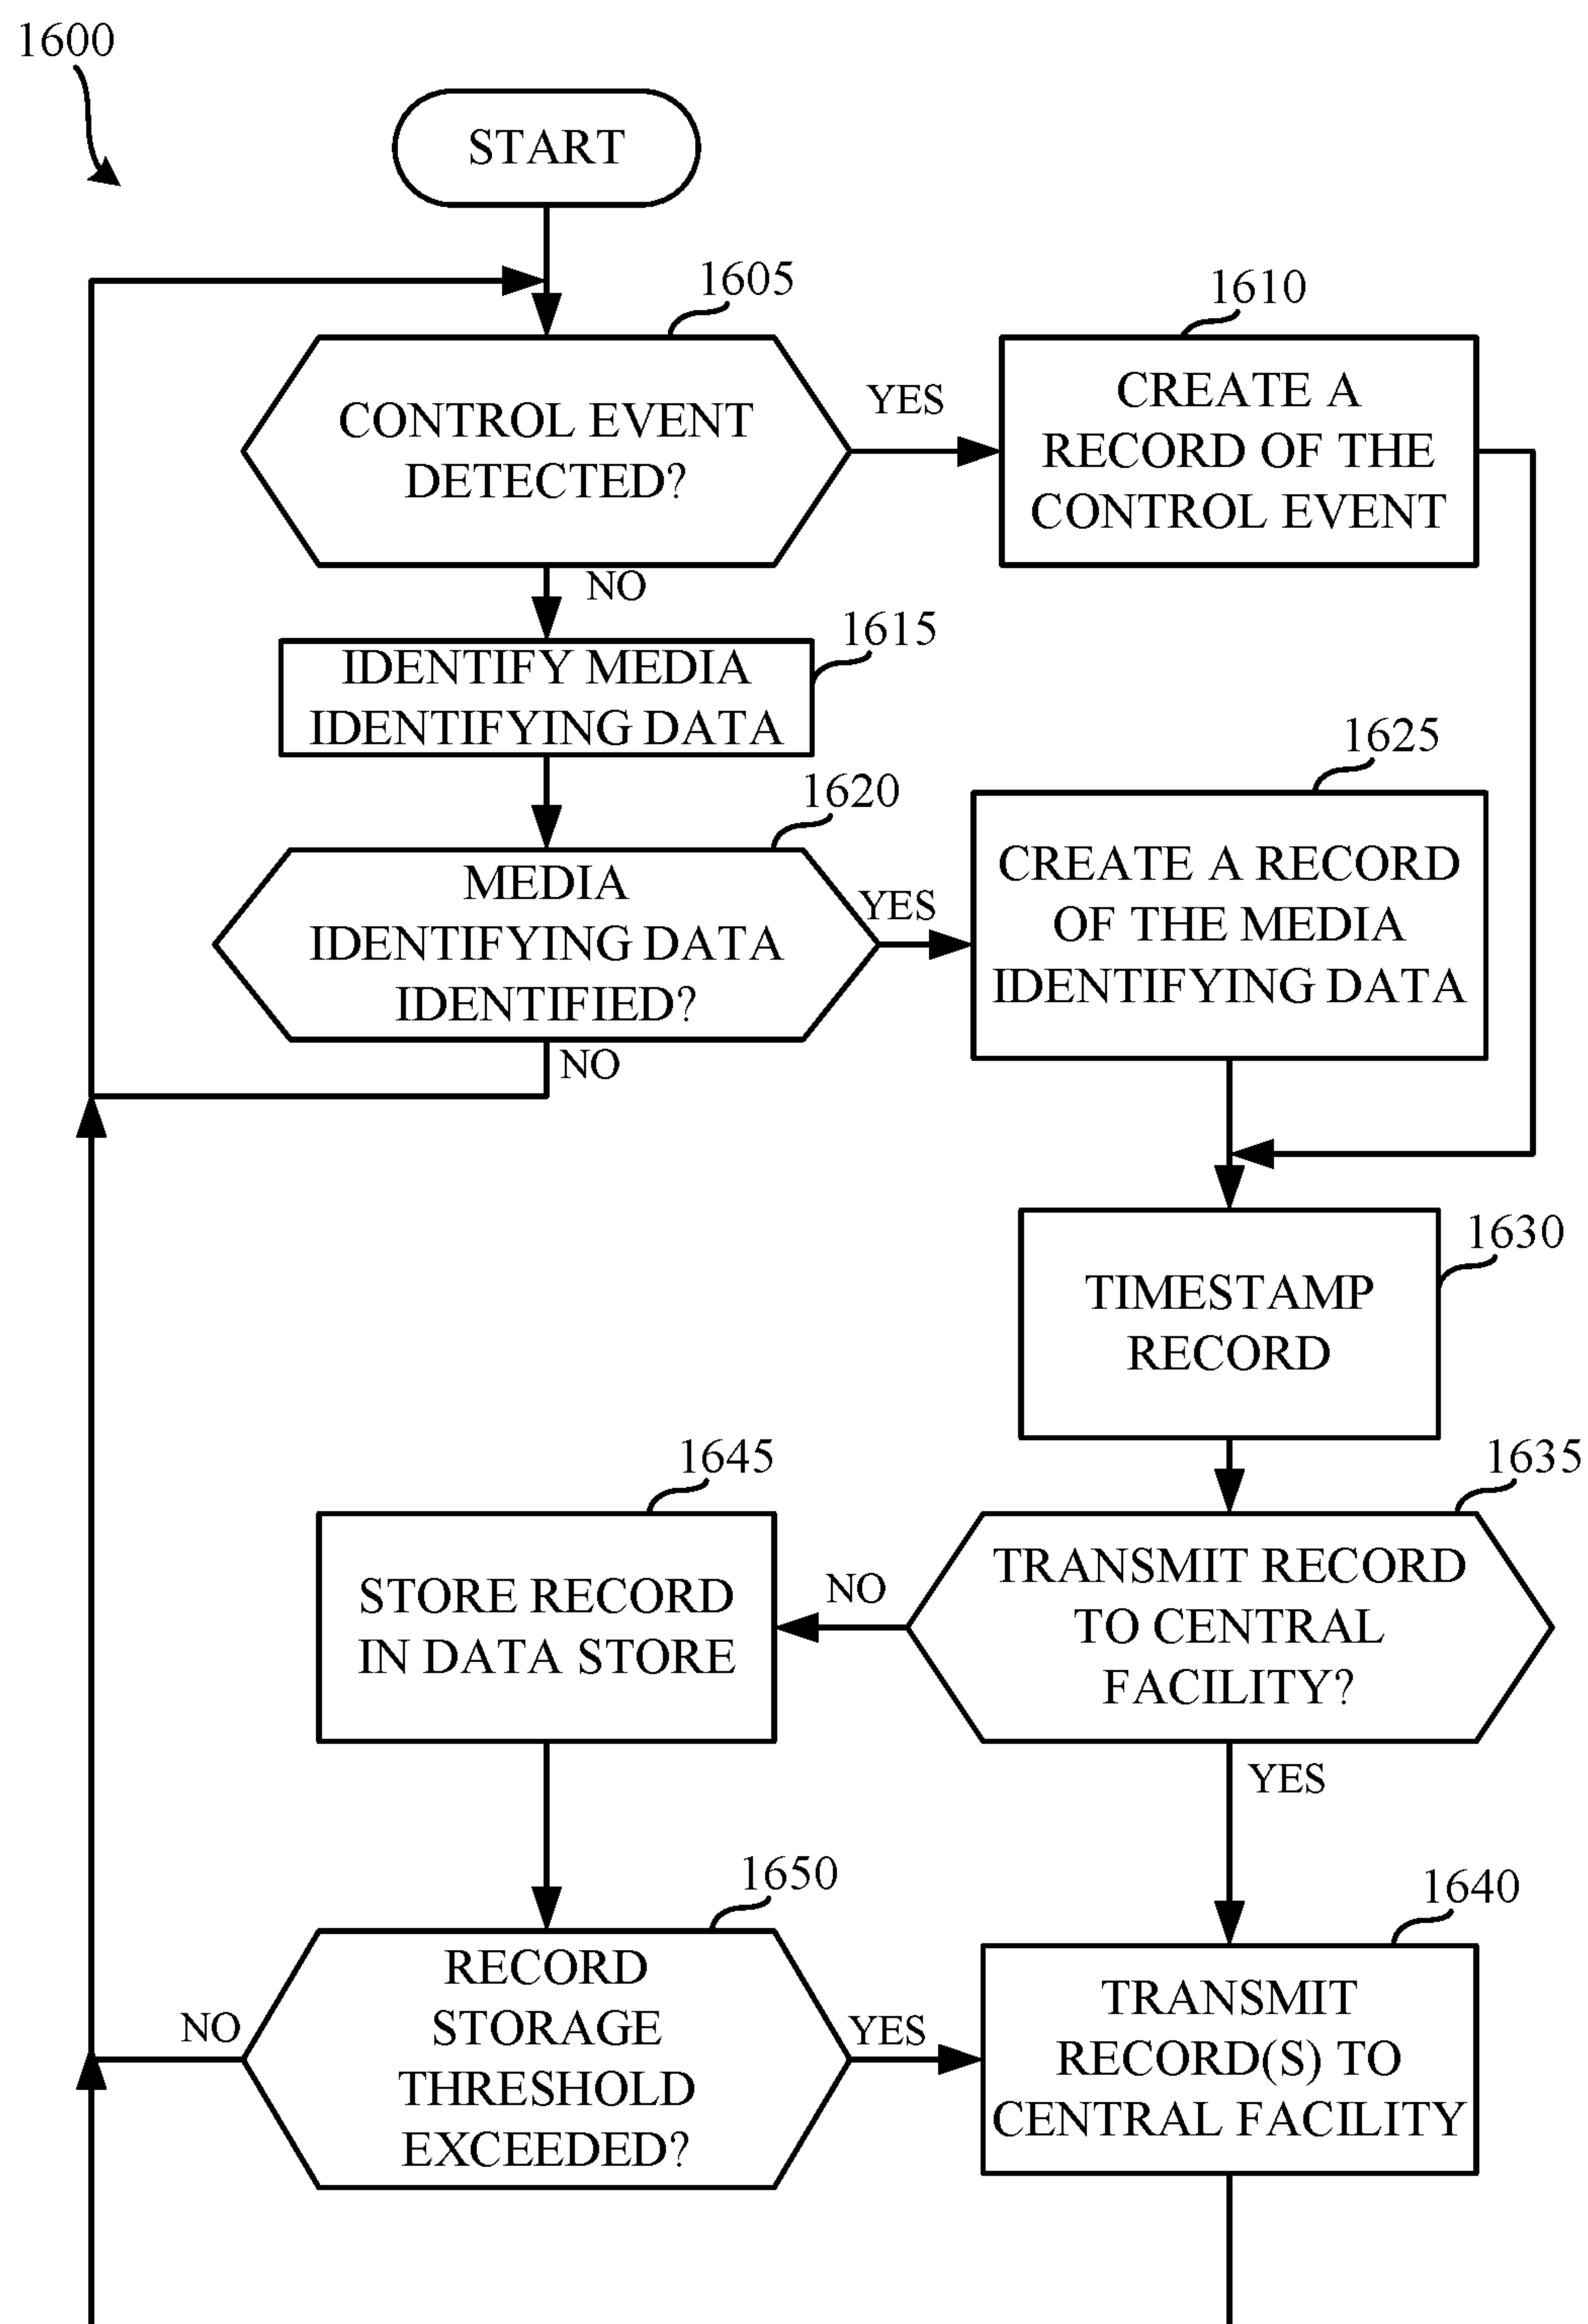 1600
START
1605
CONTROL EVENT
DETECTED?
YES
1610
CREATE A
RECORD OF THE
CONTROL EVENT
NO
1615
IDENTIFY MEDIA
IDENTIFYING DATA
1620
MEDIA
IDENTIFYING DATA
IDENTIFIED?
YES
1625
CREATE A RECORD
OF THE MEDIA
IDENTIFYING DATA
NO
1630
TIMESTAMP
RECORD
1635
TRANSMIT RECORD
TO CENTRAL
FACILITY?
NO
1645
STORE RECORD
IN DATA STORE
YES
1650
RECORD
STORAGE
THRESHOLD
EXCEEDED?
NO
YES
1640
TRANSMIT
RECORD(S) TO
CENTRAL FACILITY